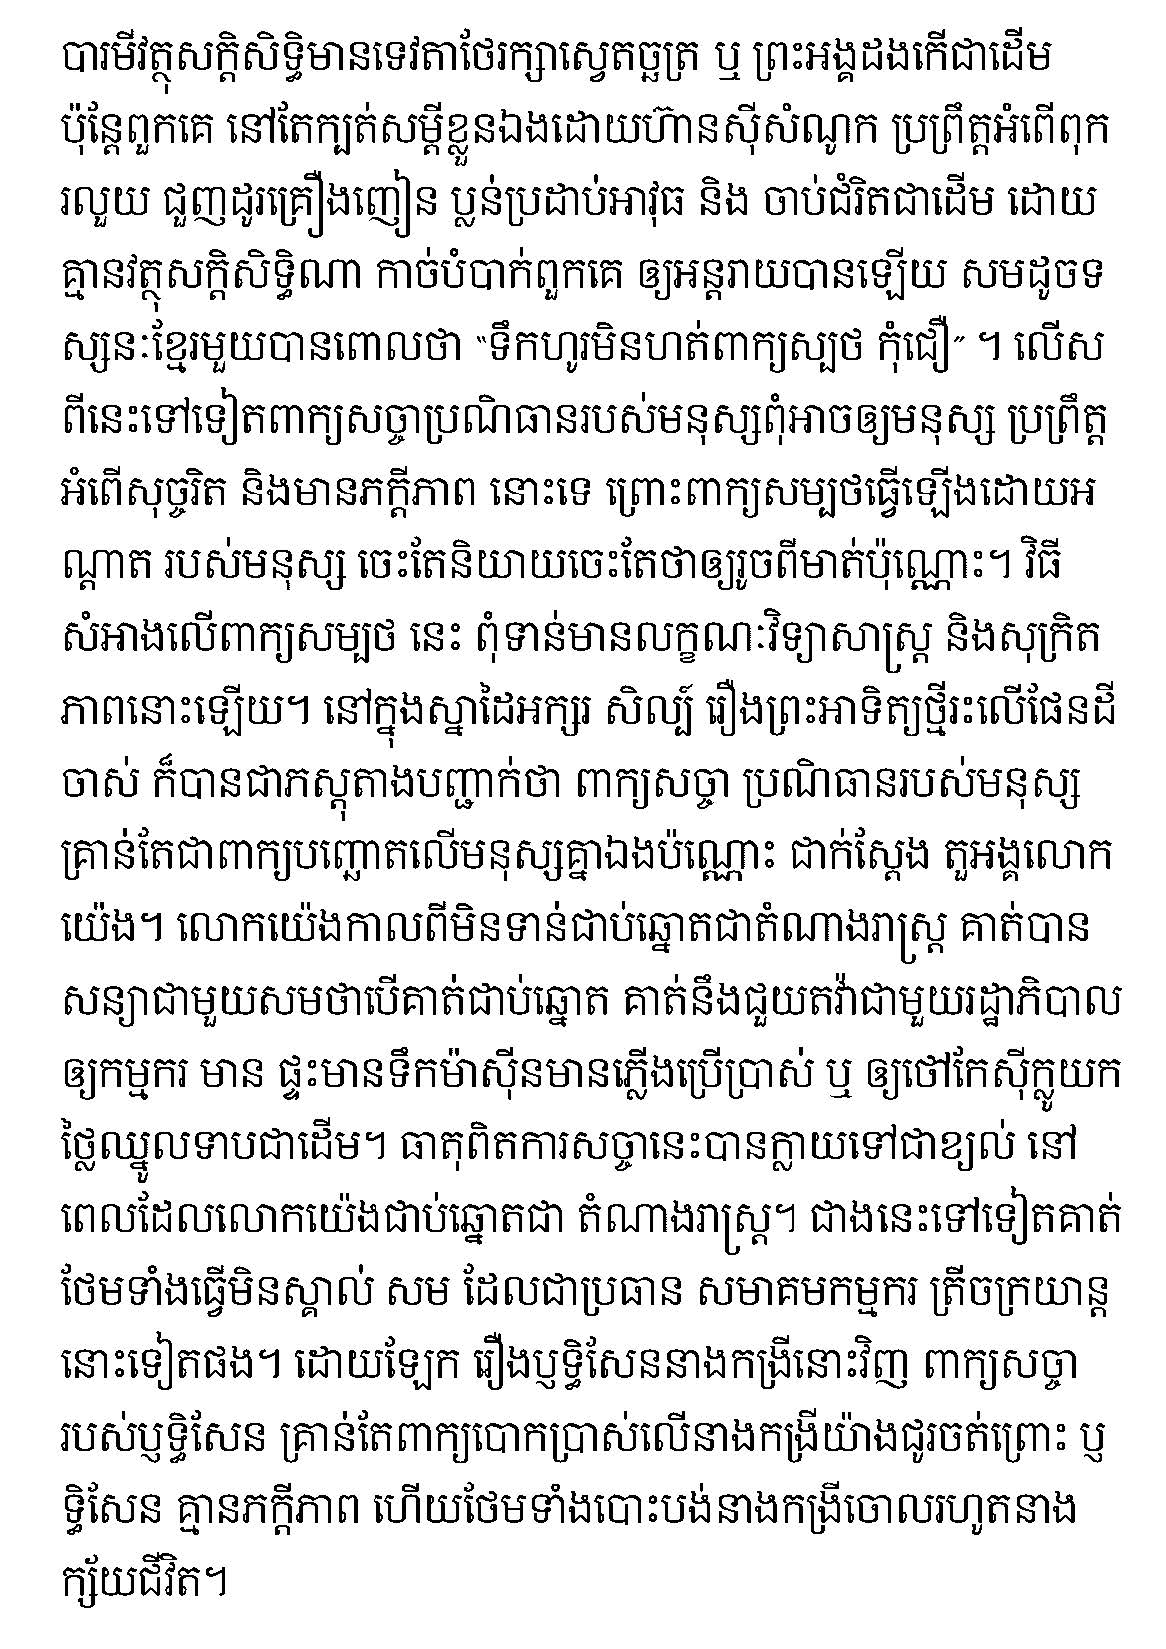 បារមីវត្ថុសក្តិសិទ្ធិមានទេវតាថែរក្សាស្វេតច្ឆត្រ ឬ ព្រះអង្គដងកើជាដើម
ប៉ុន្តែពួកគេ នៅតែក្បត់សម្តីខ្លួនឯងដោយហ៊ានស៊ីសំណូក ប្រព្រឹត្តអំពើពុក
រលួយ ជួញដូរគ្រឿងញៀន ប្លន់ប្រដាប់អាវុធ និង ចាប់ជំរិតជាដើម ដោយ
គ្មានវត្ថុសក្តិសិទ្ធិណា កាច់បំបាក់ពួកគេ ឲ្យអន្តរាយបានឡើយ សមដូចទ
ស្សនៈខ្មែរមួយបានពោលថា “ទឹកហូរមិនហត់ពាក្យស្បថ កុំជឿ” ។ លើស
ពីនេះទៅទៀតពាក្យសច្ចាប្រណិធានរបស់មនុស្សពុំអាចឲ្យមនុស្ស ប្រព្រឹត្ត
អំពើសុច្ចរិត និងមានភក្តីភាព នោះទេ ព្រោះពាក្យសម្បថធ្វើឡើងដោយអ
ណ្តាត របស់មនុស្ស ចេះតែនិយាយចេះតែថាឲ្យរូចពីមាត់ប៉ុណ្ណោះ។ វិធី
សំអាងលើពាក្យសម្បថ នេះ ពុំទាន់មានលក្ខណៈវិទ្យាសាស្ត្រ និងសុក្រិត
ភាពនោះឡើយ។ នៅក្នុងស្នាដៃអក្សរ សិល្ប៍ រឿងព្រះអាទិត្យថ្មីរះលើផែនដី
ចាស់ ក៏បានជាភស្តុតាងបញ្ជាក់ថា ពាក្យសច្ចា ប្រណិធានរបស់មនុស្ស
គ្រាន់តែជាពាក្យបញ្ឆោតលើមនុស្សគ្នាឯងប៉ណ្ណោះ ជាក់ស្តែង តួអង្គលោក
យ៉េង។ លោកយ៉េងកាលពីមិនទាន់ជាប់ឆ្នោតជាតំណាងរាស្ត្រ គាត់បាន
សន្យាជាមួយសមថាបើគាត់ជាប់ឆ្នោត គាត់នឹងជួយតវ៉ាជាមួយរដ្ឋាភិបាល
ឲ្យកម្មករ មាន ផ្ទះមានទឹកម៉ាស៊ីនមានភ្លើងប្រើប្រាស់ ឬ ឲ្យថៅកែស៊ីក្លូយក
ថ្លៃឈ្នួលទាបជាដើម។ ធាតុពិតការសច្ចានេះបានក្លាយទៅជាខ្យល់ នៅ
ពេលដែលលោកយ៉េងជាប់ឆ្នោតជា តំណាងរាស្ត្រ។ ជាងនេះទៅទៀតគាត់
ថែមទាំងធ្វើមិនស្គាល់ សម ដែលជាប្រធាន សមាគមកម្មករ ត្រីចក្រយាន្ត
នោះទៀតផង។ ដោយឡែក រឿងឫទ្ធិសែននាងកង្រីនោះវិញ ពាក្យសច្ចា
របស់ឫទ្ធិសែន គ្រាន់តែពាក្យបោកប្រាស់លើនាងកង្រីយ៉ាងជូរចត់ព្រោះ ឫ
ទ្ធិសែន គ្មានភក្តីភាព ហើយថែមទាំងបោះបង់នាងកង្រីចោលរហូតនាង
ក្ស័យជីវិត។